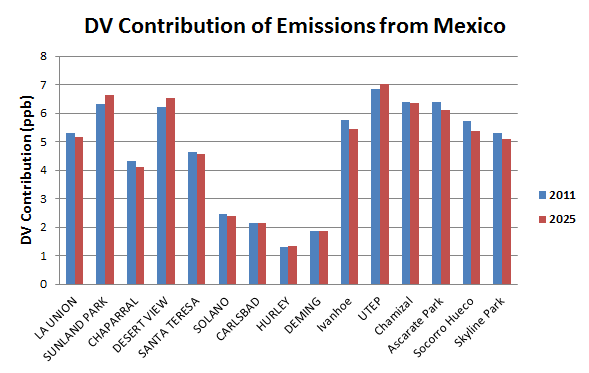 DV Contribution of Emissions from Mexico
8
7
6
5
4
3
2
1
0
DV Contribution (ppb)
LA UNION
SUNLAND PARK
CHAPARRAL
DESERT VIEW
SANTA TERESA
SOLANO
CARLSBAD
HURLEY
DEMING
Ivanhoe
UTEP
Chamizal
Ascarate Park
Socorro Hueco
Skyline Park
2011
2025